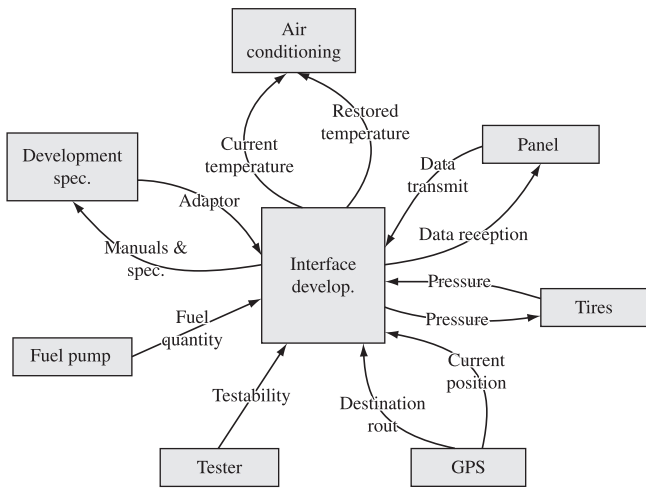 Air
conditioning
Restored
temperature
Current
temperature
Development
spec.
Panel
Data
transmit
Adaptor
Data reception
Manuals &
spec.
Interface
develop.
Pressure
Tires
Pressure
Fuel
quantity
Fuel pump
Current
position
Testability
Destination
rout
Tester
GPS